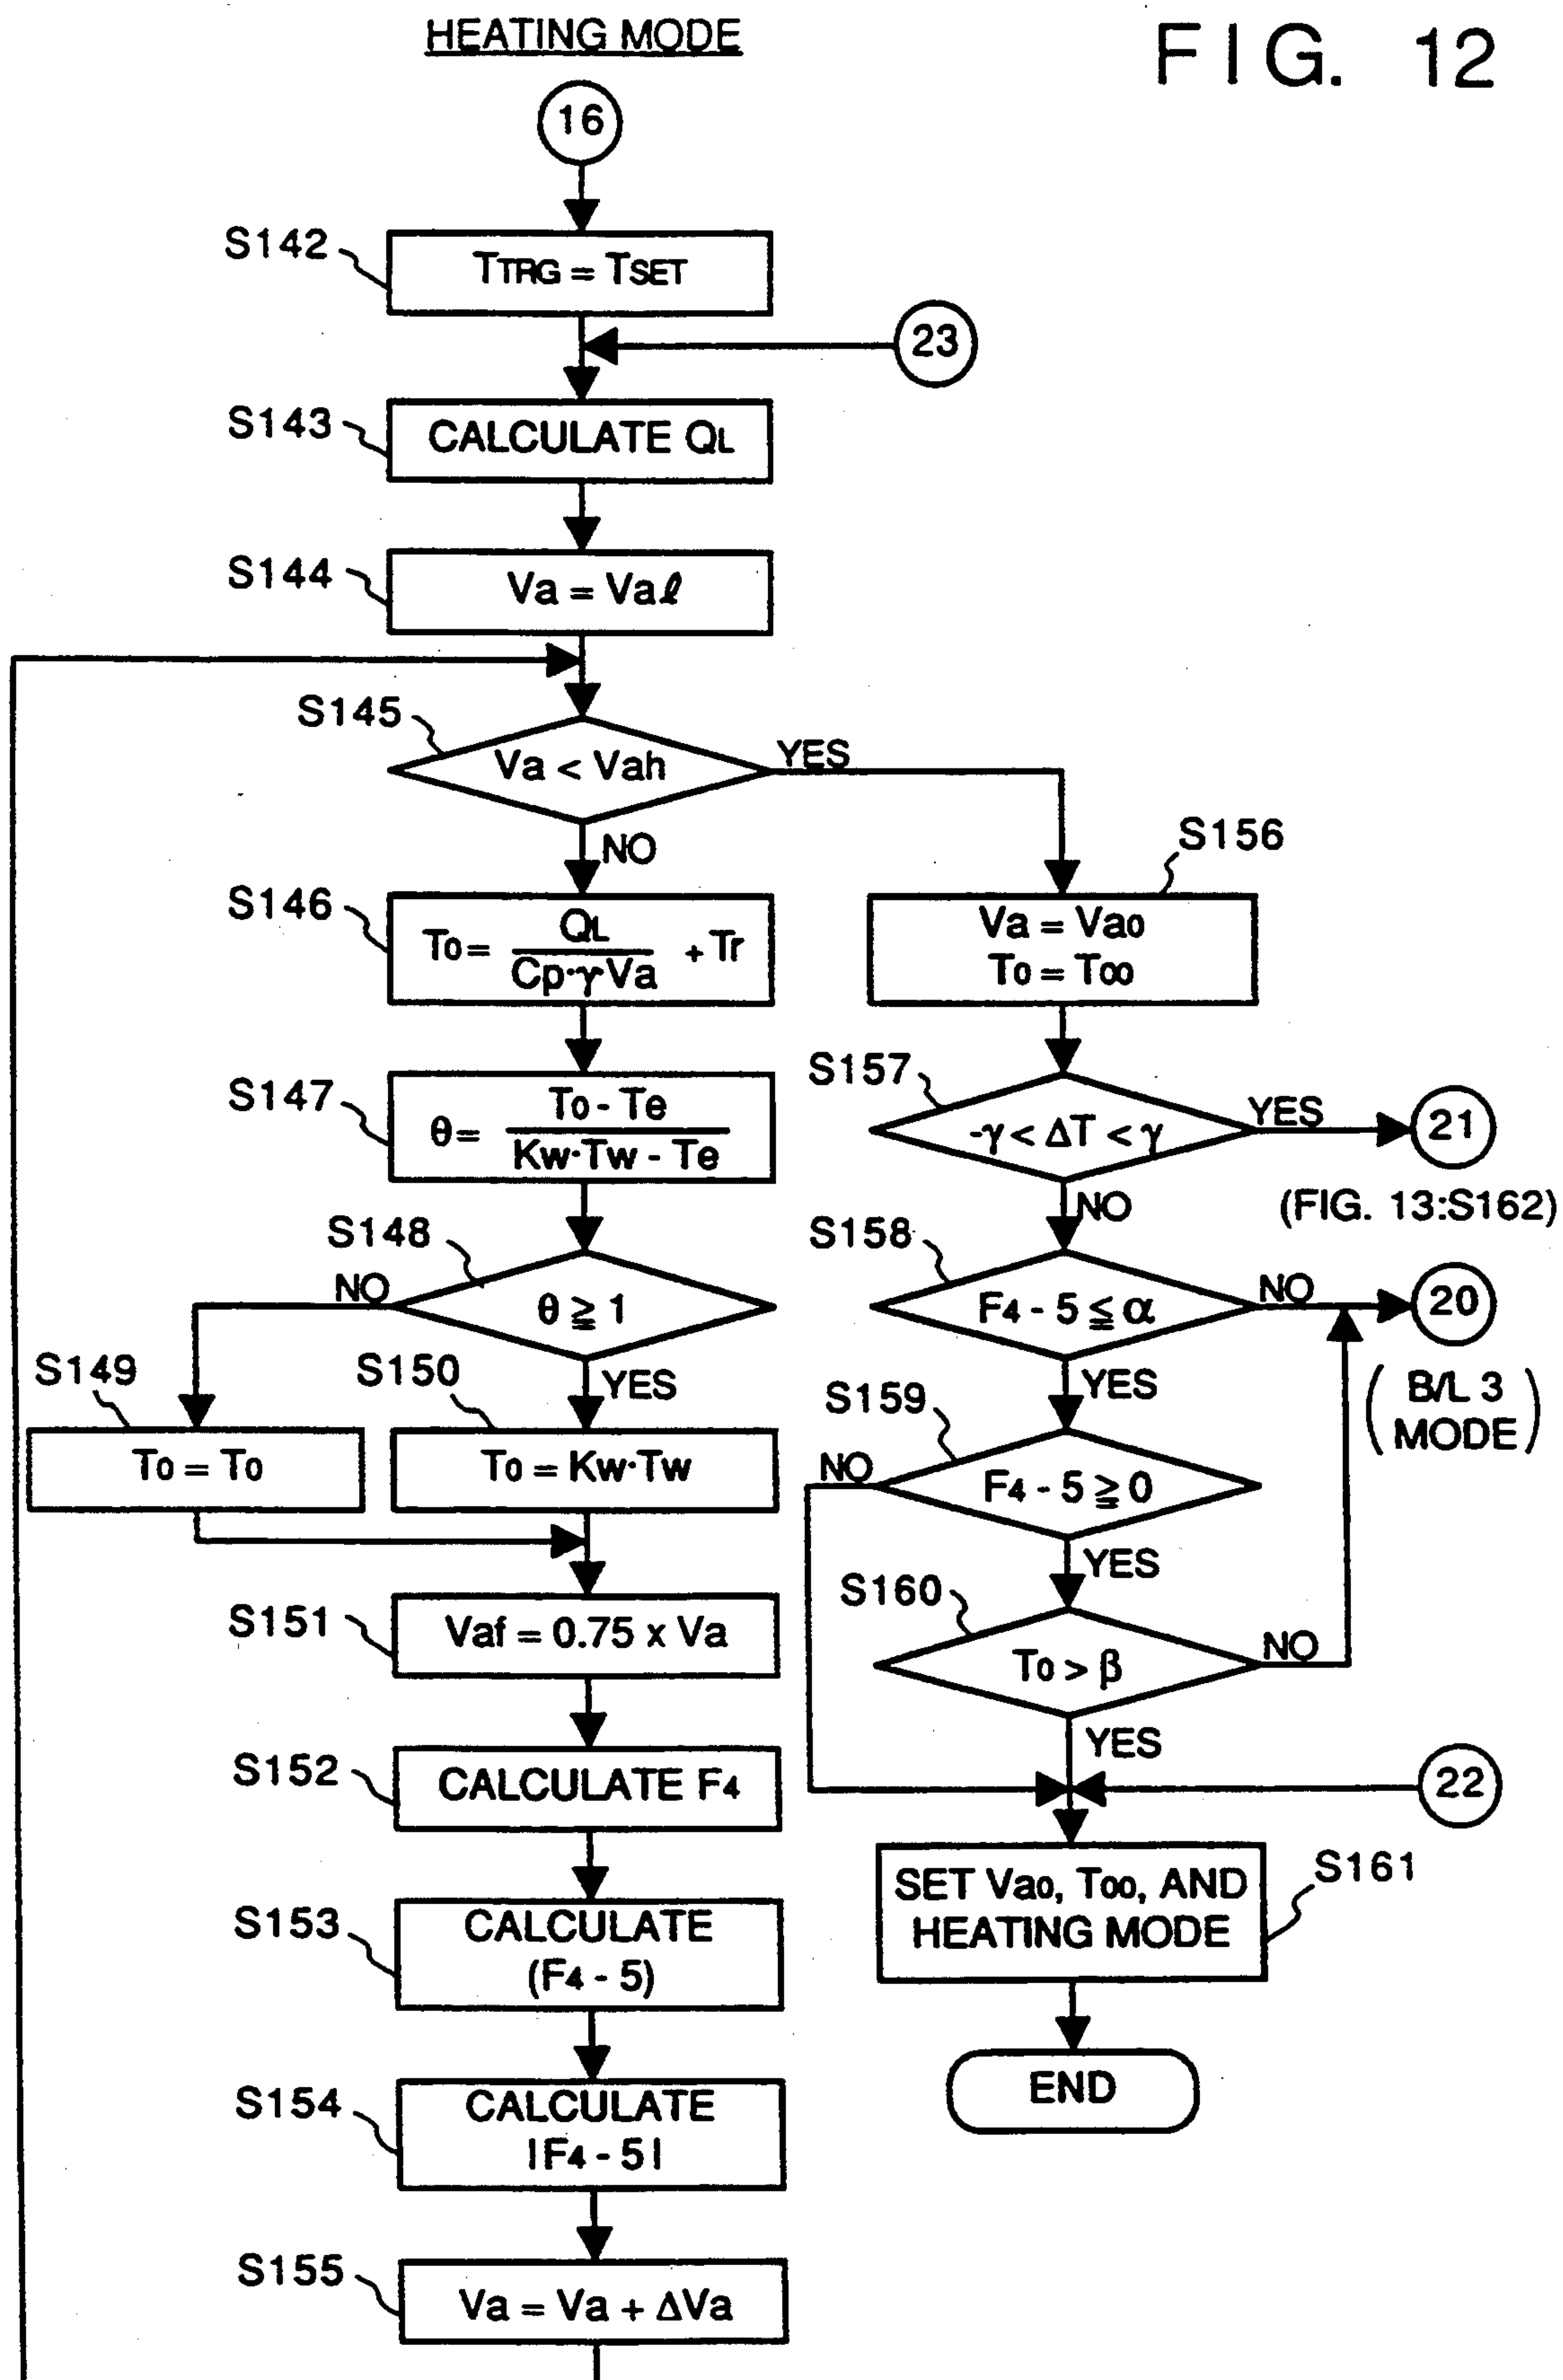 HEATING MODE
FIG. 12
16
S142
TTRG = TSET
23
S143
CALCULATE QL
S144
Va = Vaℓ
S145
Va < Vah
YES
NO
S146
To = QL / Cp·γ·Va + Tr
S147
θ = To - Te / Kw·Tw - Te
S148
θ ≧ 1
NO
YES
S149
To = To
S150
To = Kw·Tw
S151
Vaf = 0.75 x Va
S152
CALCULATE F4
S153
CALCULATE
(F4 - 5)
S154
CALCULATE
|F4 - 5|
S155
Va = Va + ΔVa
S156
Va = Vao
To = Too
S157
-γ < ΔT < γ
YES
21
(FIG. 13:S162)
NO
S158
F4 - 5 ≦ α
NO
20
(B/L 3
MODE)
YES
S159
F4 - 5 ≧ 0
NO
YES
S160
To > β
NO
YES
22
S161
SET Vao, Too, AND
HEATING MODE
END